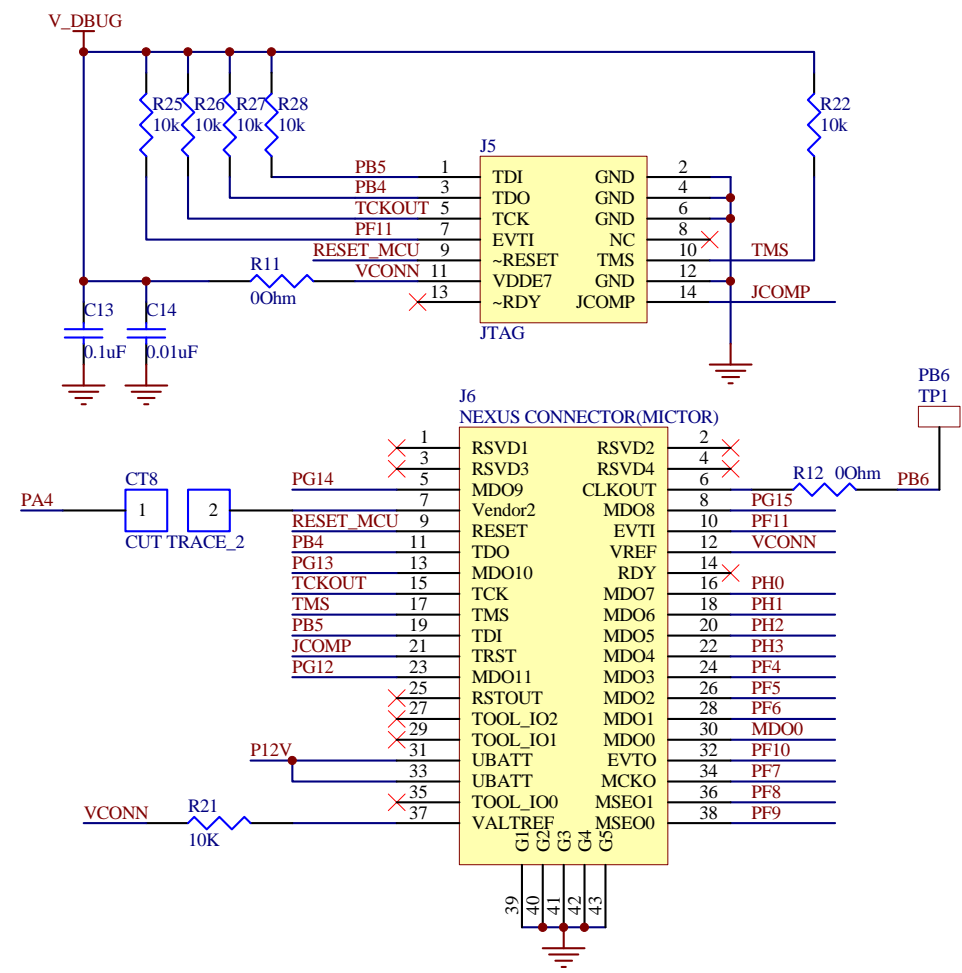 V_DBUG
R25 R26 R27 R28 R22
10k 10k 10k 10k 10k
J5
PB5 1 TDI GND 2
PB4 3 TDO GND 4
TCKOUT 5 TCK GND 6
PF11 7 EVTI NC 8
RESET_MCU 9 ~RESET TMS 10 TMS
R11 VCONN 11 VDDE7 GND 12
0Ohm 13 ~RDY JCOMP 14 JCOMP
C13 C14
0.1uF 0.01uF
JTAG
J6
NEXUS CONNECTOR(MICTOR)
PB6
TP1
1 RSVD1 RSVD2 2
3 RSVD3 RSVD4 4
PG14 5 MDO9 CLKOUT 6 R12 0Ohm PB6
PA4 CT8 1 2 7 Vendor2 MDO8 8 PG15
CUT TRACE_2
RESET_MCU 9 RESET EVTI 10 PF11
PB4 11 TDO VREF 12 VCONN
PG13 13 MDO10 RDY 14
TCKOUT 15 TCK MDO7 16 PH0
TMS 17 TMS MDO6 18 PH1
PB5 19 TDI MDO5 20 PH2
JCOMP 21 TRST MDO4 22 PH3
PG12 23 MDO11 MDO3 24 PF4
25 RSTOUT MDO2 26 PF5
27 TOOL_IO2 MDO1 28 PF6
29 TOOL_IO1 MDO0 30 MDO0
P12V 31 UBATT EVTO 32 PF10
33 UBATT MCKO 34 PF7
35 TOOL_IO0 MSEO1 36 PF8
VCONN R21 37 VALTREF MSEO0 38 PF9
10K
G1 G2 G3 G4 G5
39 40 41 42 43